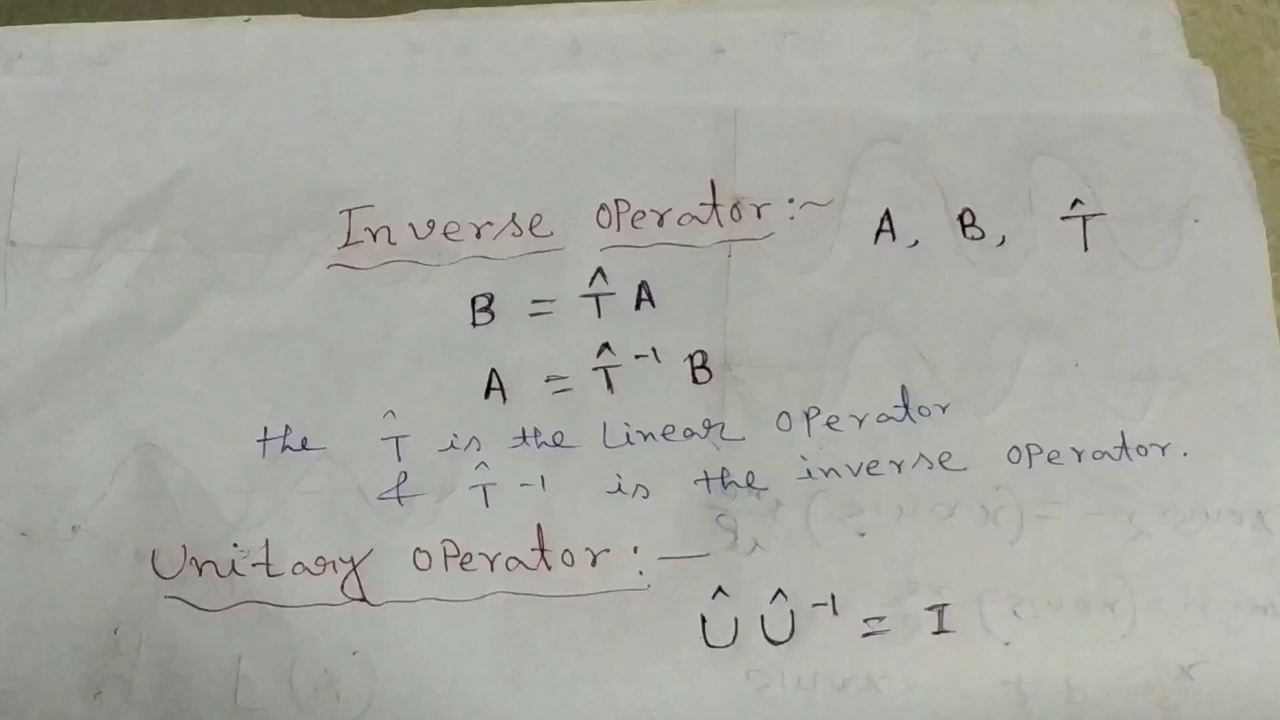 Inverse Operator:~ A, B, T̂
B = T̂ A
A = T̂⁻¹ B
the T̂ is the Linear Operator
& T̂⁻¹ is the inverse operator.
Unitary Operator:—
Û Û⁻¹ = I